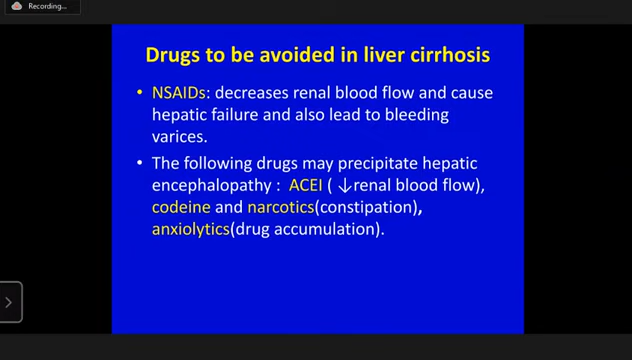 Recording...
Drugs to be avoided in liver cirrhosis
• NSAIDs: decreases renal blood flow and cause
hepatic failure and also lead to bleeding
varices.
• The following drugs may precipitate hepatic
encephalopathy : ACEI ( ↓renal blood flow),
codeine and narcotics(constipation),
anxiolytics(drug accumulation).